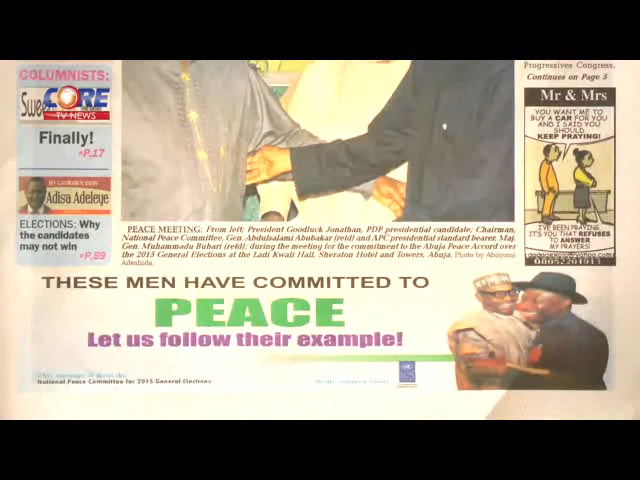 COLUMNISTS:
CORE
TV NEWS
Finally!
P.17
MY LAWMAN'S VIEW
Adisa Adeleye
ELECTIONS: Why
the candidates
may not win
P.59
PEACE MEETING: From left; President Goodluck Jonathan, PDP presidential candidate; Chairman,
National Peace Committee, Gen. Abdulsalami Abubakar (retd) and APC presidential standard bearer, Maj.
Gen. Muhammadu Buhari (retd); during the meeting for the commitment to the Abuja Peace Accord over
the 2015 General Elections at the Ladi Kwali Hall, Sheraton Hotel and Towers, Abuja. Photo by Abayomi
Adeshida.
Progressives Congress,
Continues on Page 5
Mr & Mrs
YOU WANT ME TO
BUY A CAR FOR YOU
AND I SAID YOU
SHOULD
KEEP PRAYING!
I'VE BEEN PRAYING.
IT'S YOU THAT REFUSES
TO ANSWER
MY PRAYERS!
08052201913
THESE MEN HAVE COMMITTED TO
PEACE
Let us follow their example!
National Peace Committee for 2015 General Elections